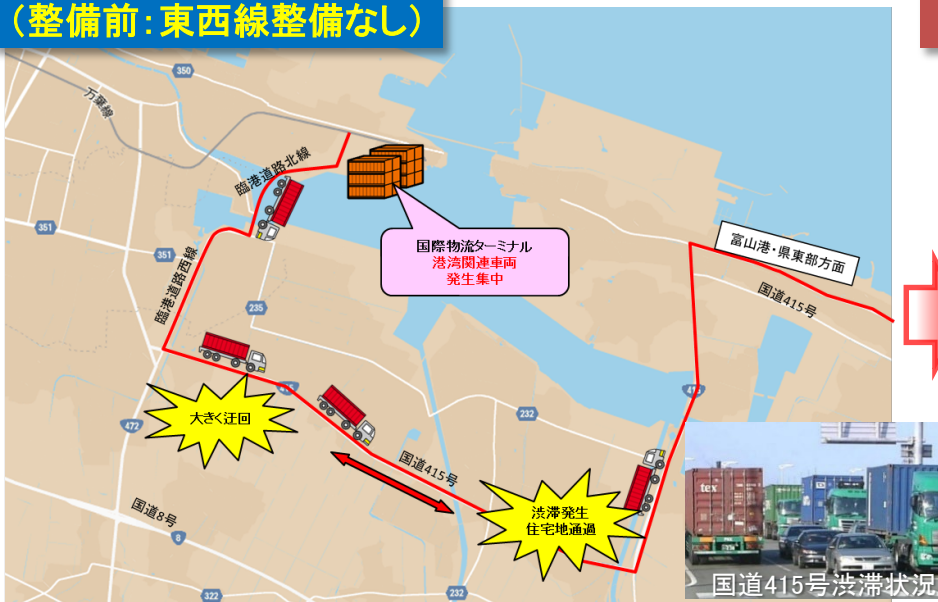 (整備前:東西線整備なし)
350
万葉線
臨港道路北線
351
351
臨港道路西線
235
国際物流ターミナル
港湾関連車両
発生集中
富山港・県東部方面
国道415号
大きく迂回
472
232
国道415号
渋滞発生
住宅地通過
国道8号
8
322
232
tex
国道415号渋滞状況